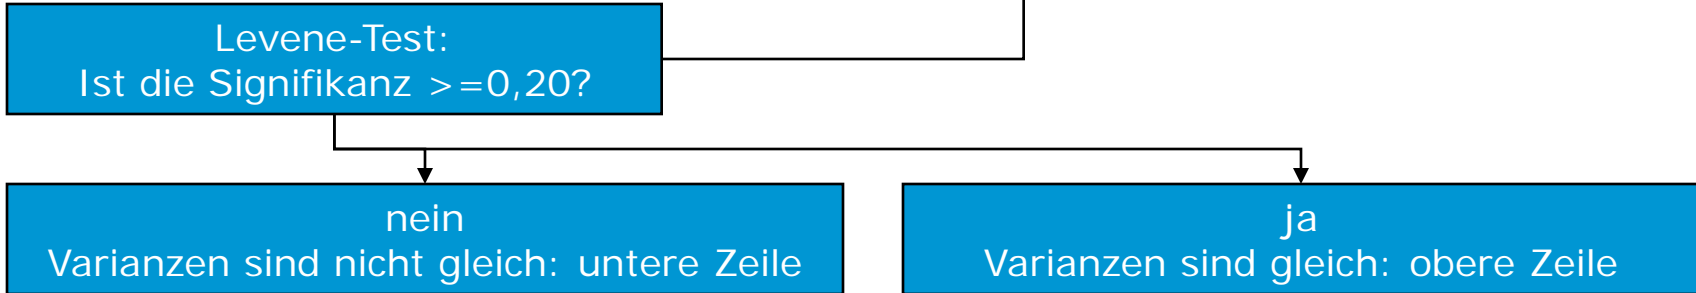 Levene-Test:
Ist die Signifikanz >=0,20?
nein
Varianzen sind nicht gleich: untere Zeile
ja
Varianzen sind gleich: obere Zeile